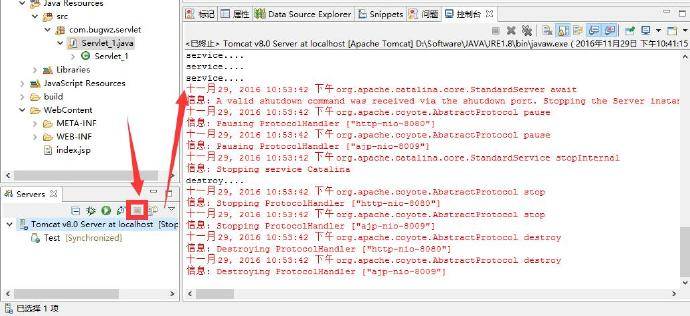 Java Resources
src
com.bugwz.servlet
Servlet_1.java
Servlet_1
Libraries
JavaScript Resources
build
WebContent
META-INF
WEB-INF
index.jsp
Servers
Tomcat v8.0 Server at localhost [Stop
Test [Synchronized]
标记 属性 Data Source Explorer Snippets 问题 控制台
<已终止> Tomcat v8.0 Server at localhost [Apache Tomcat] D:\Software\JAVA\JRE1.8\bin\javaw.exe ( 2016年11月29日 下午10:41:15
service....
service....
service....
十一月 29, 2016 10:53:42 下午 org.apache.catalina.core.StandardServer await
信息: A valid shutdown command was received via the shutdown port. Stopping the Server instan
十一月 29, 2016 10:53:42 下午 org.apache.coyote.AbstractProtocol pause
信息: Pausing ProtocolHandler ["http-nio-8080"]
十一月 29, 2016 10:53:42 下午 org.apache.coyote.AbstractProtocol pause
信息: Pausing ProtocolHandler ["ajp-nio-8009"]
十一月 29, 2016 10:53:42 下午 org.apache.catalina.core.StandardService stopInternal
信息: Stopping service Catalina
destroy....
十一月 29, 2016 10:53:42 下午 org.apache.coyote.AbstractProtocol stop
信息: Stopping ProtocolHandler ["http-nio-8080"]
十一月 29, 2016 10:53:42 下午 org.apache.coyote.AbstractProtocol stop
信息: Stopping ProtocolHandler ["ajp-nio-8009"]
十一月 29, 2016 10:53:42 下午 org.apache.coyote.AbstractProtocol destroy
信息: Destroying ProtocolHandler ["http-nio-8080"]
十一月 29, 2016 10:53:42 下午 org.apache.coyote.AbstractProtocol destroy
信息: Destroying ProtocolHandler ["ajp-nio-8009"]
已选择 1 项